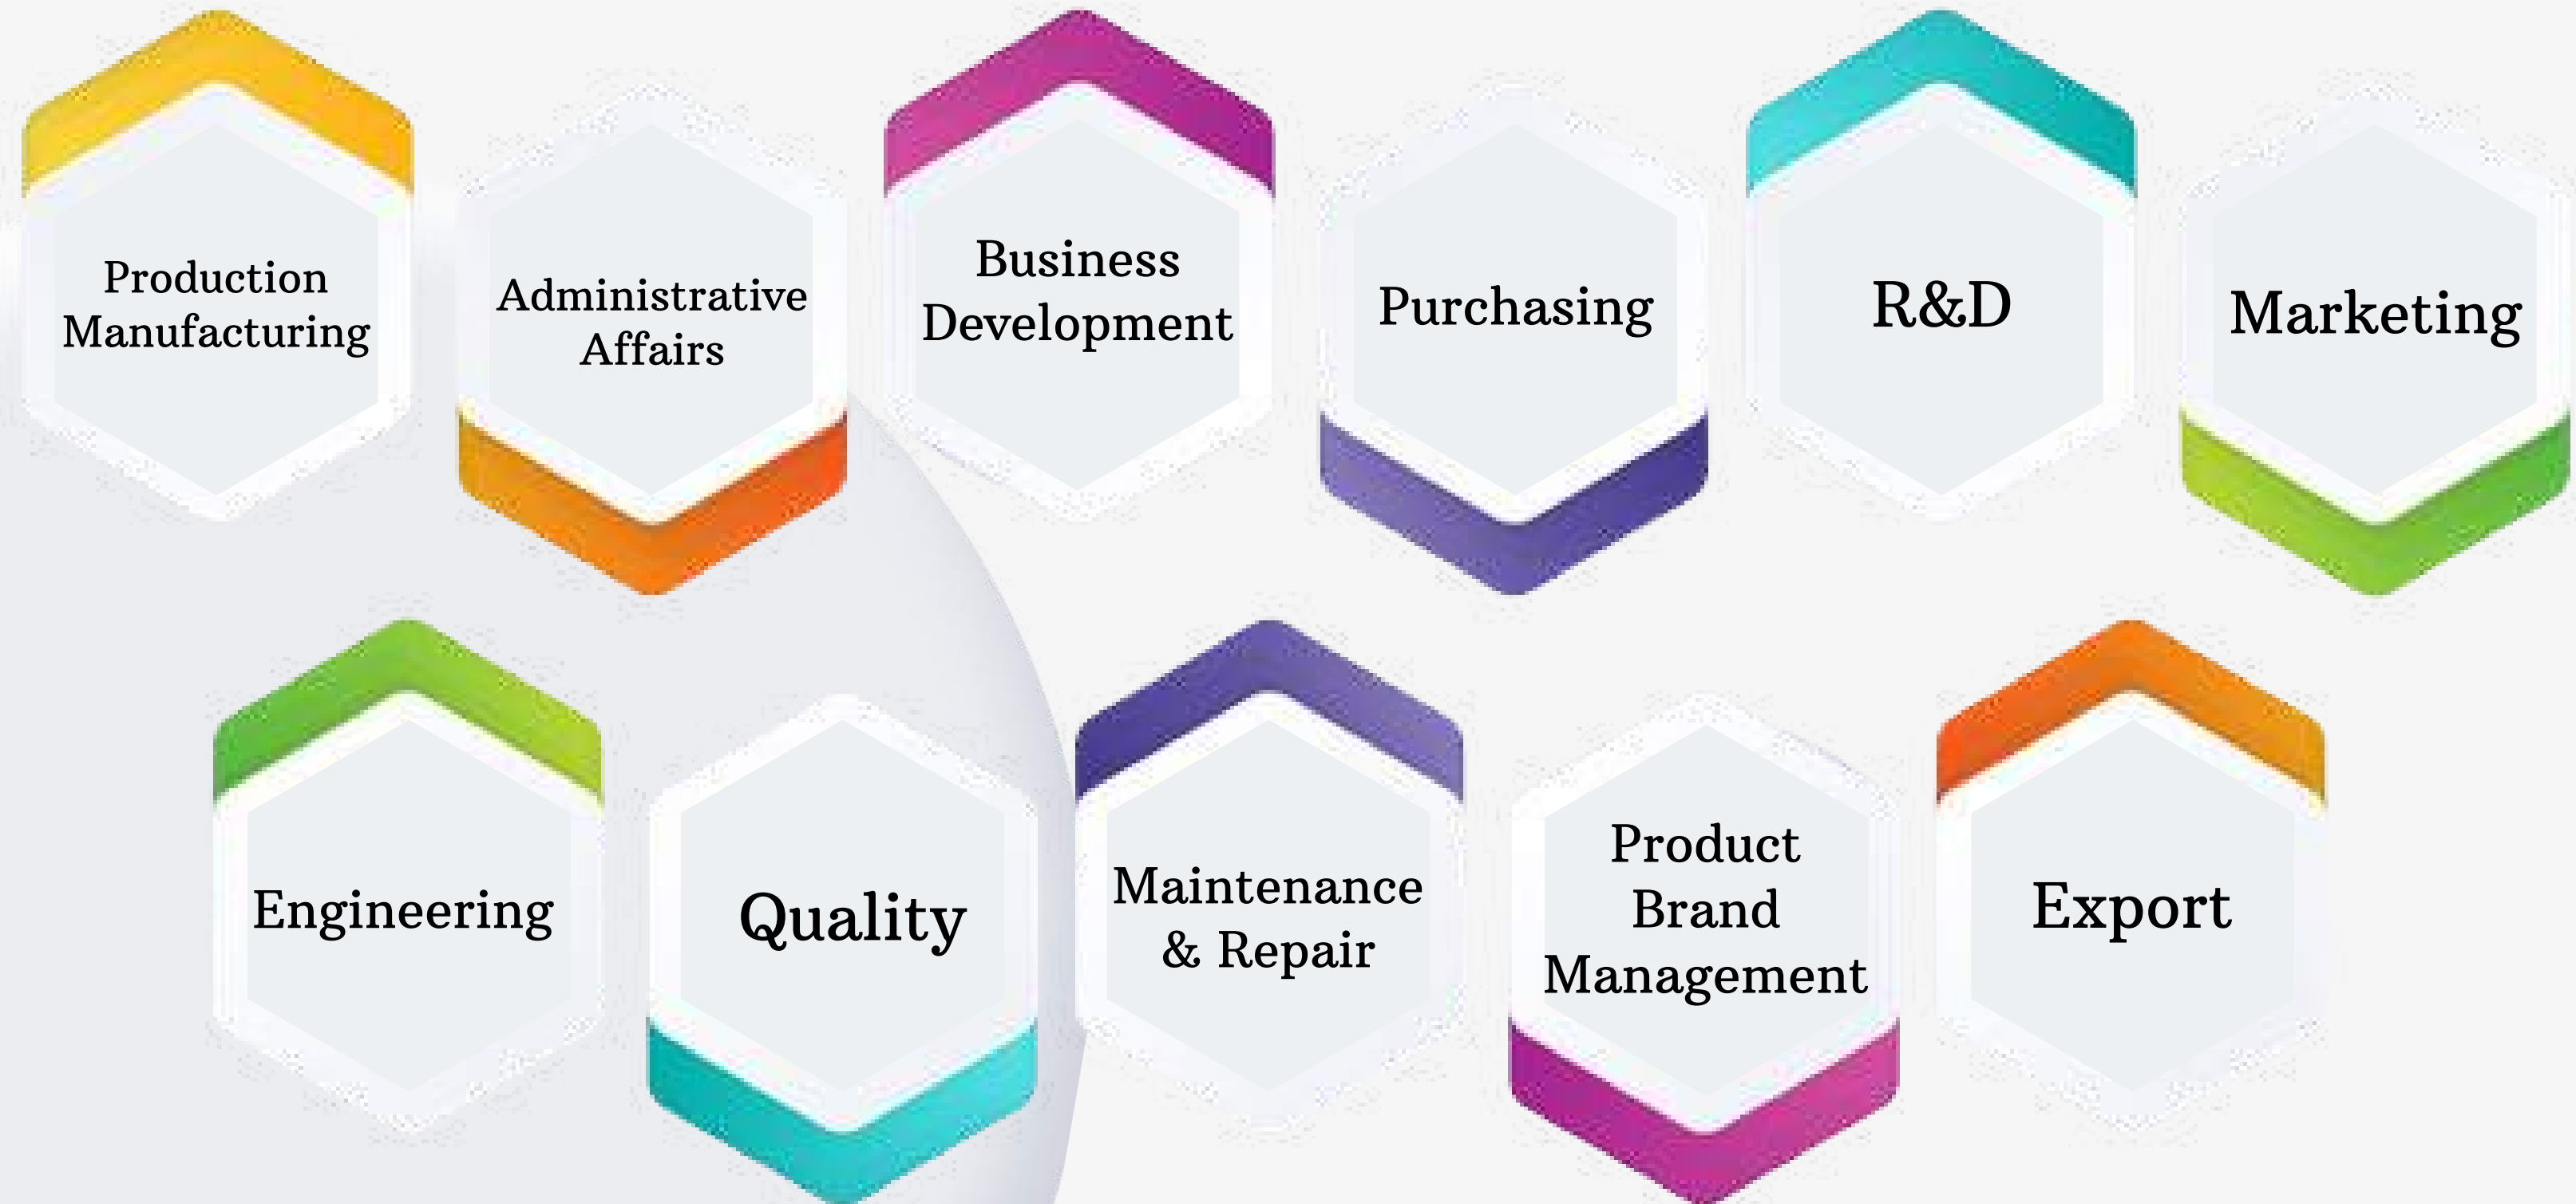 Production
Manufacturing
Administrative
Affairs
Business
Development
Purchasing
R&D
Marketing
Engineering
Quality
Maintenance
& Repair
Product
Brand
Management
Export